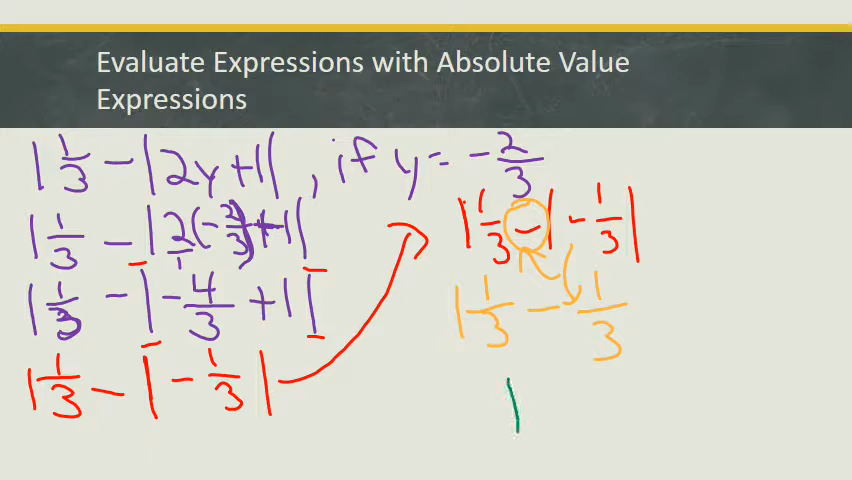 Evaluate Expressions with Absolute Value
Expressions
1 1/3 - |2y+1|, if y = -2/3
1 1/3 - |2/1(-2/3)+1|
1 1/3 - |-4/3 + 1|
1 1/3 - |-1/3|
1 1/3 - |-1/3|
1 1/3 - 1/3
1